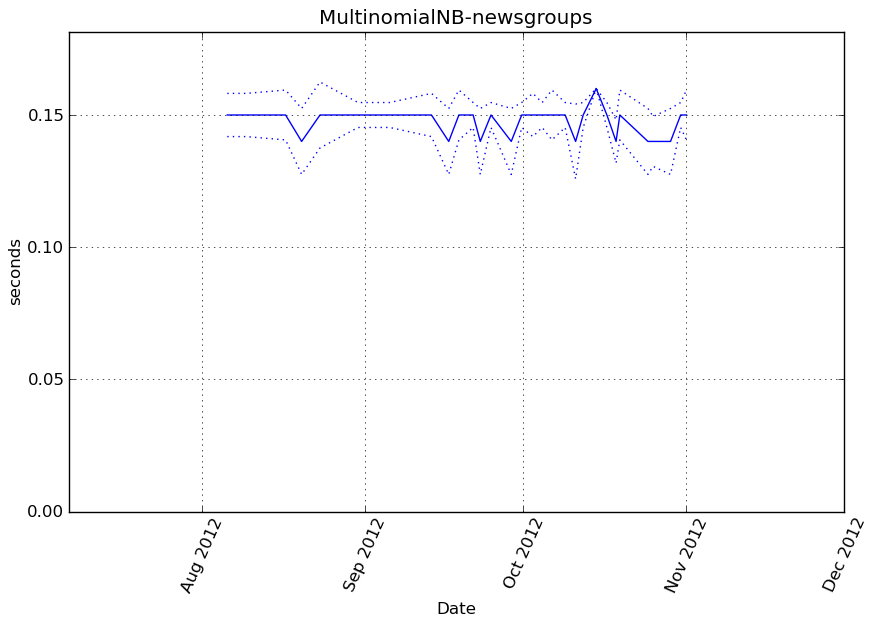 MultinomialNB-newsgroups
0.15
0.10
0.05
0.00
seconds
Aug 2012
Sep 2012
Oct 2012
Nov 2012
Dec 2012
Date